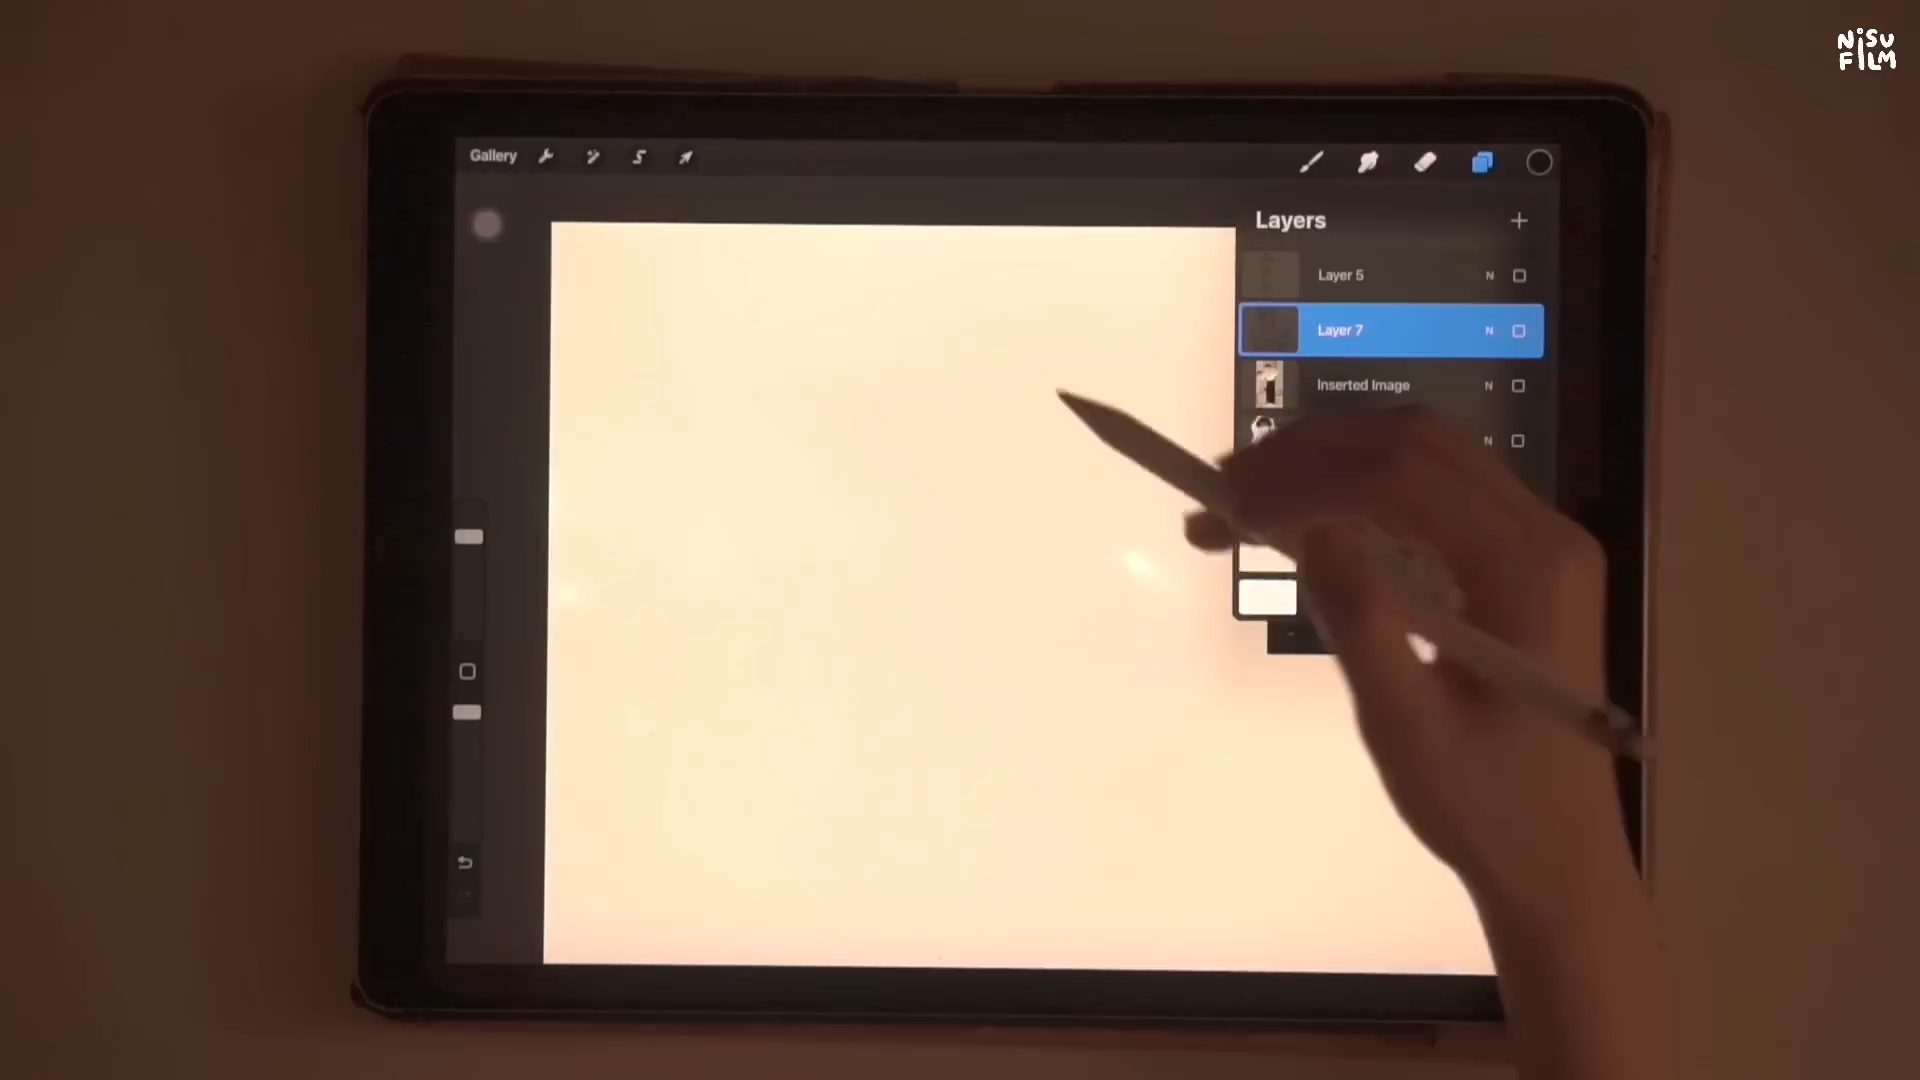 NiSU
FILM
Gallery
Layers
Layer 5 N
Layer 7 N
Inserted Image N
N